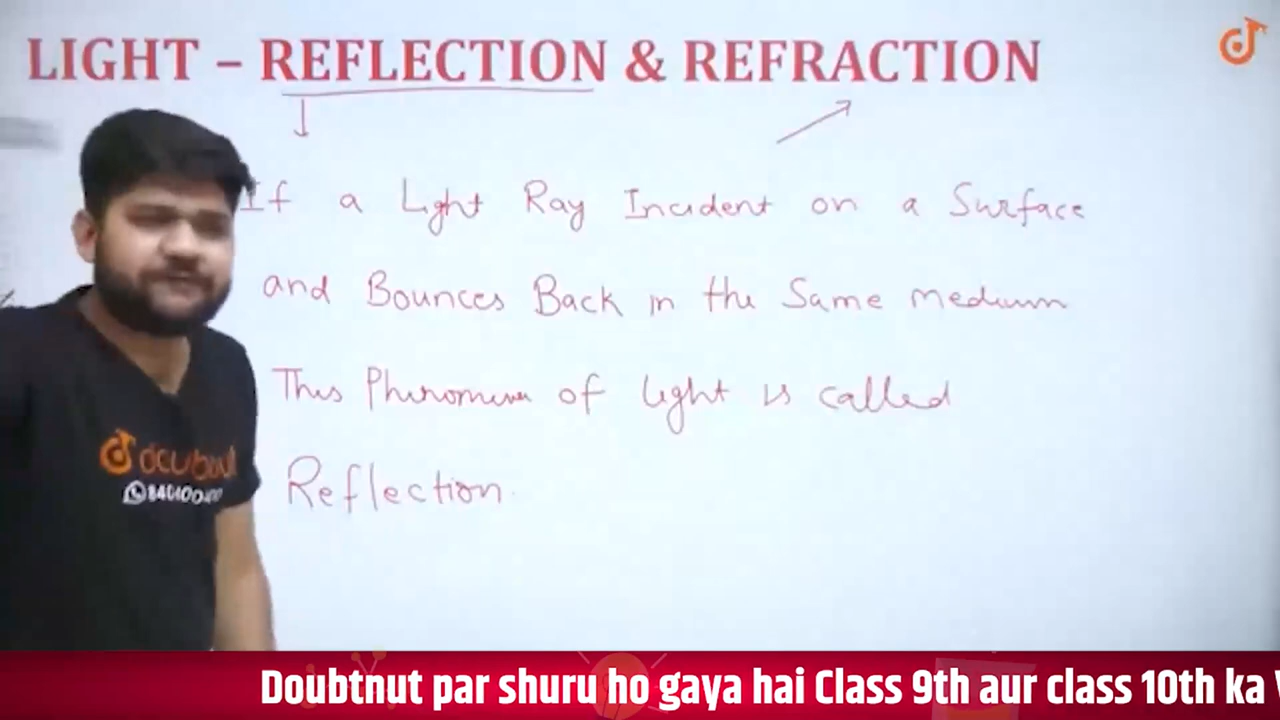 LIGHT – REFLECTION & REFRACTION
If a Light Ray Incident on a Surface
and Bounces Back in the Same medium
This of light is called
Reflection
doubtnut
Doubtnut par shuru ho gaya hai Class 9th aur class 10th ka